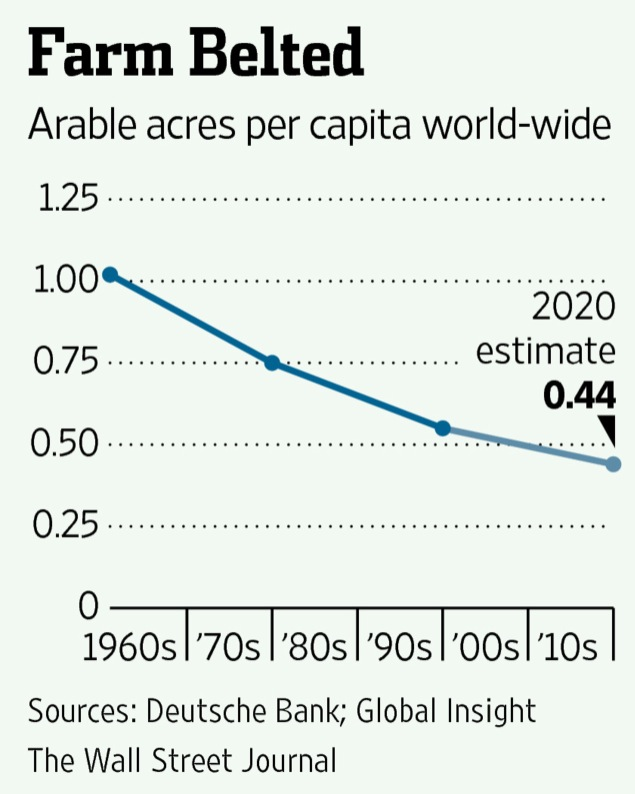 Farm Belted
Arable acres per capita world-wide
1.25
1.00
2020
estimate
0.75
0.44
0.50
0.25
0
1960s ’70s ’80s ’90s ’00s ’10s
Sources: Deutsche Bank; Global Insight
The Wall Street Journal